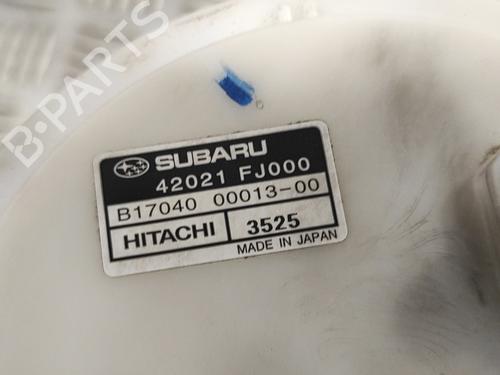 B-PARTS
SUBARU
42021 FJ000
B17040 00013-00
HITACHI 3525
MADE IN JAPAN